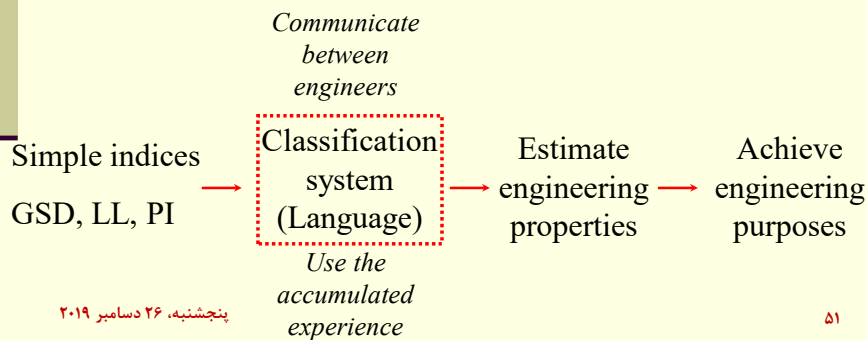 Communicate
between
engineers
Simple indices
GSD, LL, PI
Classification
system
(Language)
Estimate
engineering
properties
Achieve
engineering
purposes
Use the
accumulated
experience
پنجشنبه، ۲۶ دسامبر ۲۰۱۹
۵۱